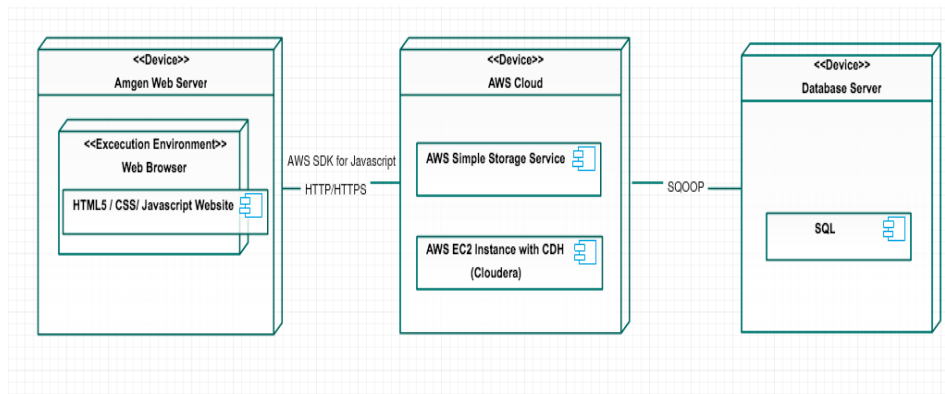 <<Device>>
Amgen Web Server
<<Excecution Environment>>
Web Browser
HTML5 / CSS/ Javascript Website
AWS SDK for Javascript
HTTP/HTTPS
<<Device>>
AWS Cloud
AWS Simple Storage Service
AWS EC2 Instance with CDH
(Cloudera)
SQOOP
<<Device>>
Database Server
SQL